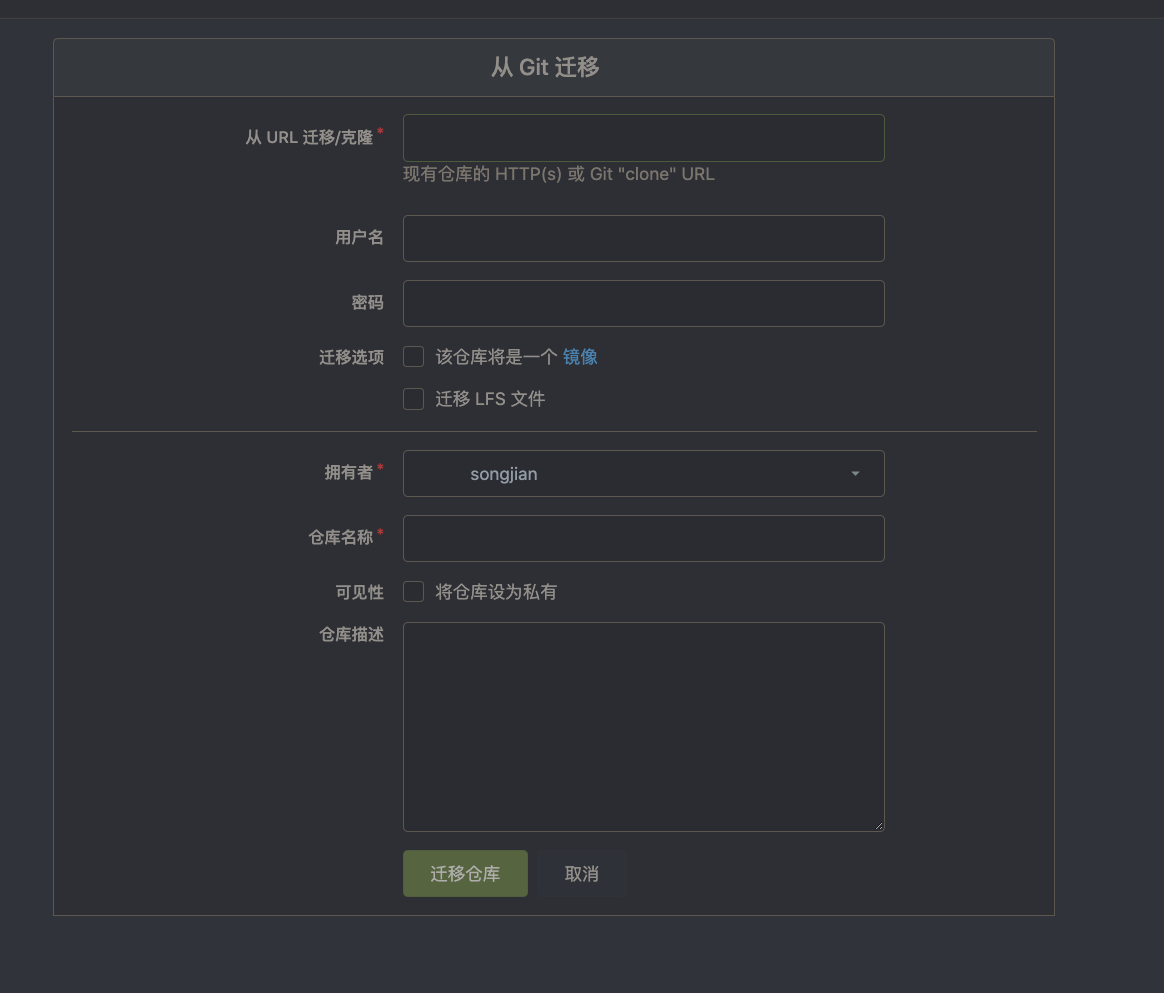 从 Git 迁移
从 URL 迁移/克隆*
现有仓库的 HTTP(s) 或 Git "clone" URL
用户名
密码
迁移选项 该仓库将是一个 镜像
迁移 LFS 文件
拥有者* songjian
仓库名称*
可见性 将仓库设为私有
仓库描述
迁移仓库 取消